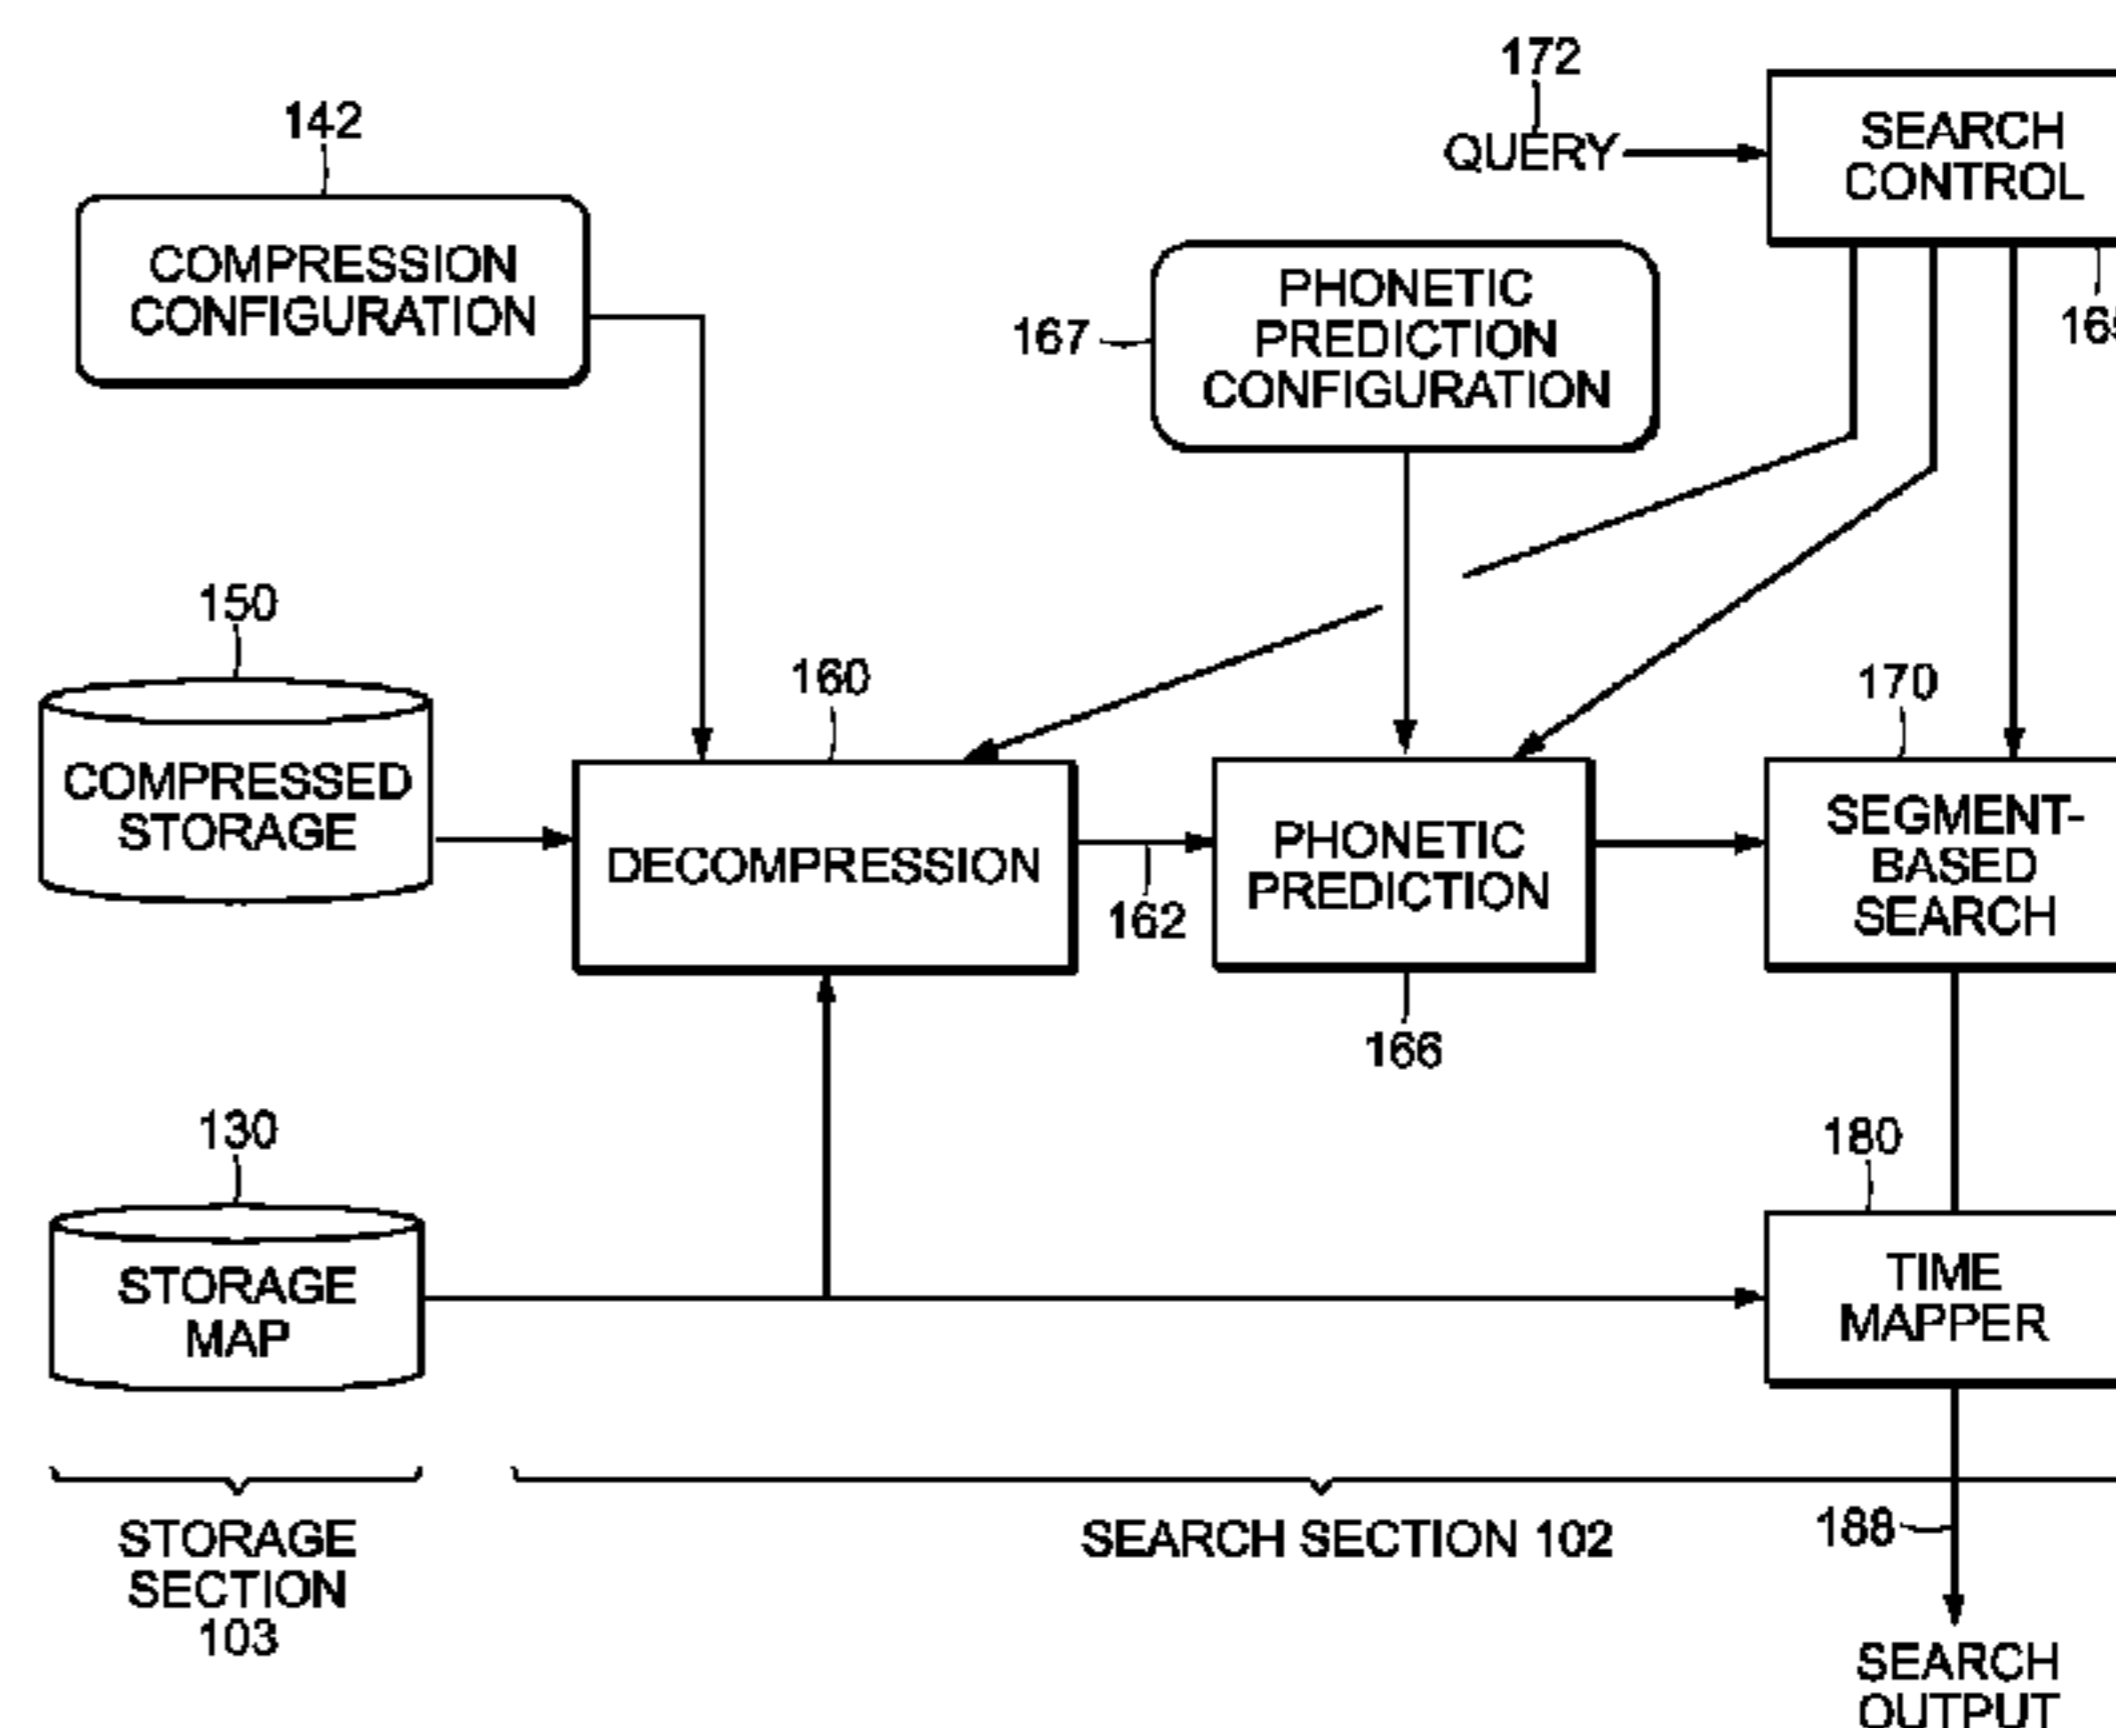 172
QUERY
SEARCH
CONTROL
142
COMPRESSION
CONFIGURATION
167
PHONETIC
PREDICTION
CONFIGURATION
150
COMPRESSED
STORAGE
160
DECOMPRESSION
162
PHONETIC
PREDICTION
166
170
SEGMENT-
BASED
SEARCH
130
STORAGE
MAP
180
TIME
MAPPER
STORAGE
SECTION
103
SEARCH SECTION 102
188
SEARCH
OUTPUT